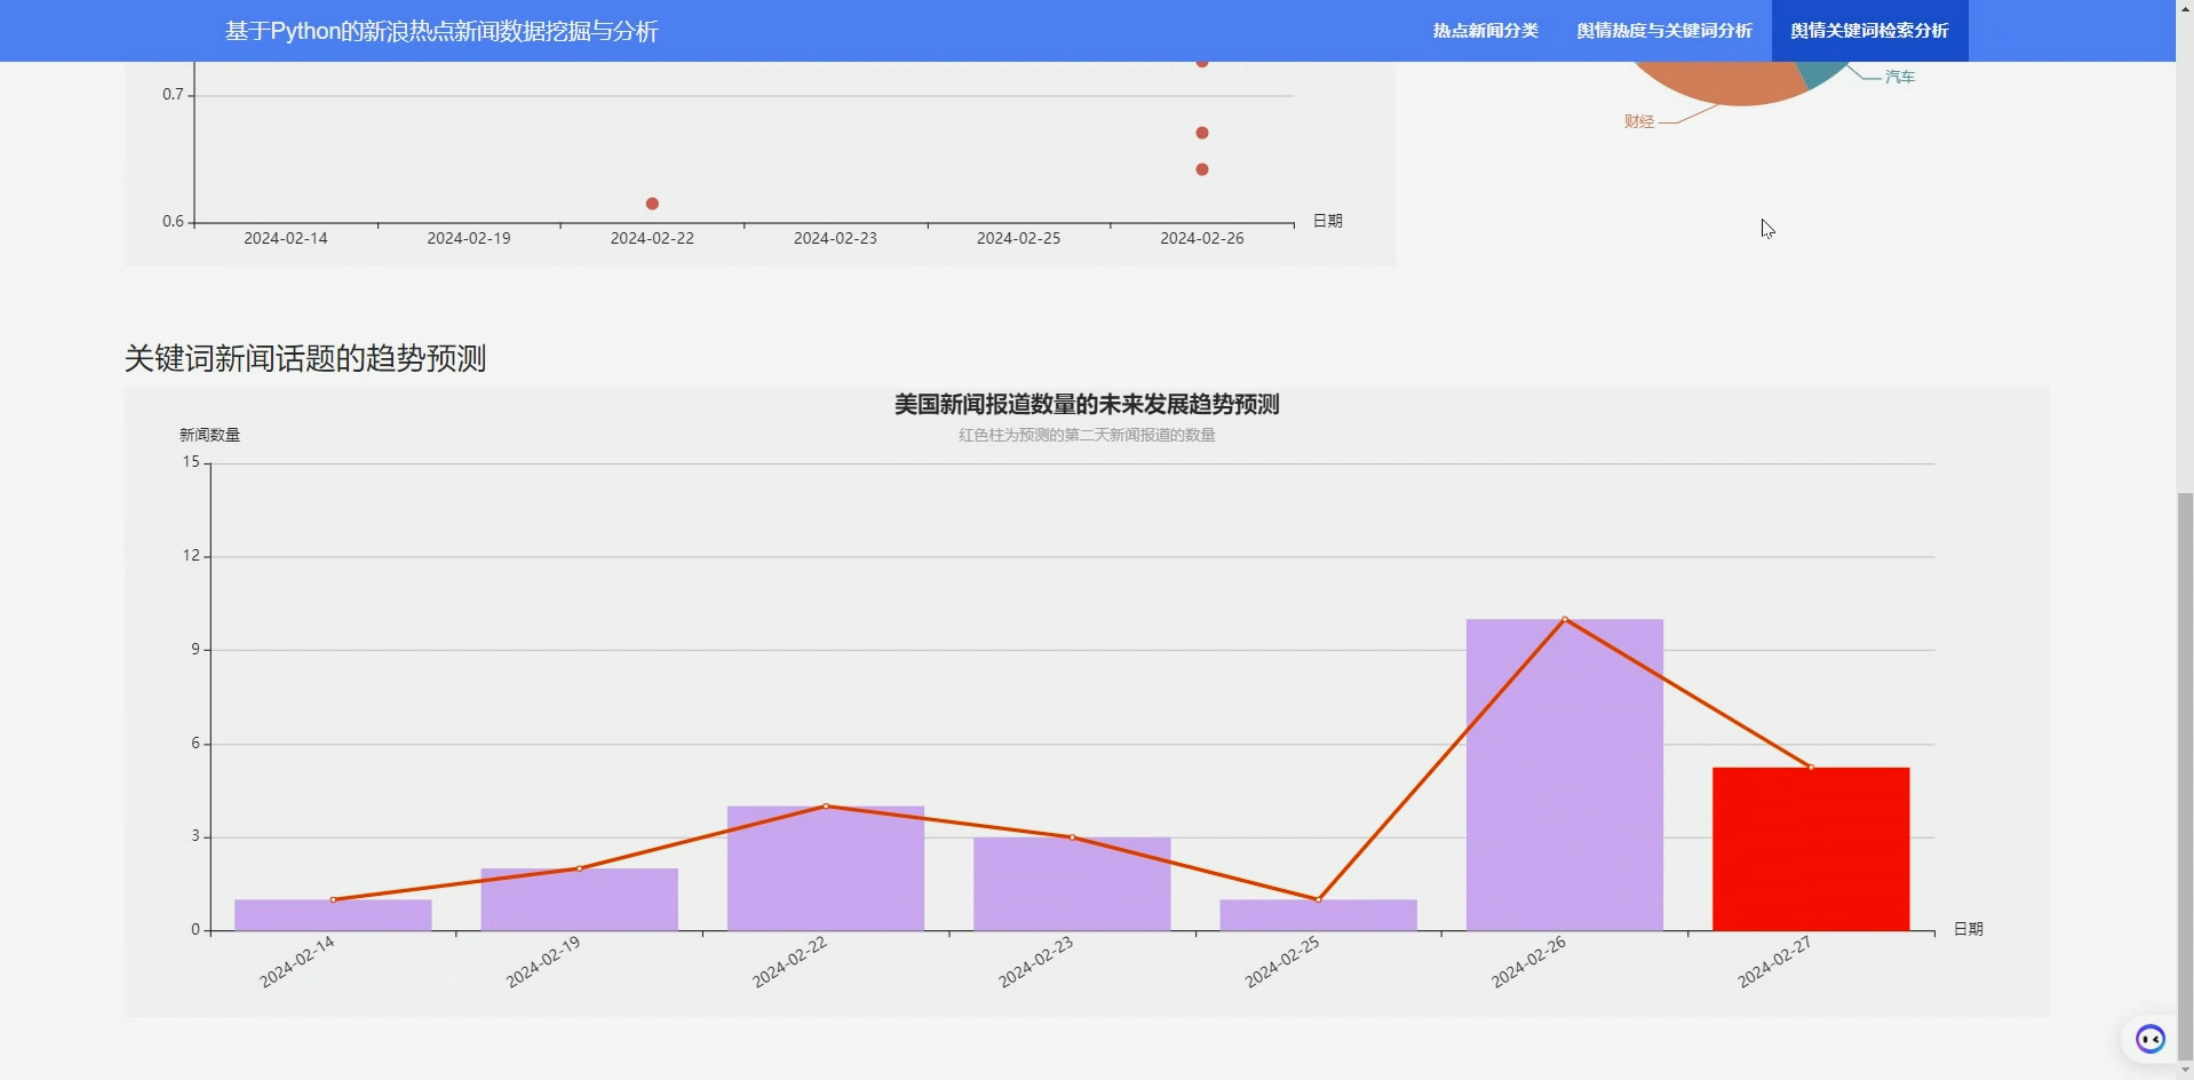 基于Python的新浪热点新闻数据挖掘与分析
热点新闻分类
舆情热度与关键词分析
舆情关键词检索分析
0.7
0.6
2024-02-14
2024-02-19
2024-02-22
2024-02-23
2024-02-25
2024-02-26
日期
汽车
财经
关键词新闻话题的趋势预测
美国新闻报道数量的未来发展趋势预测
红色柱为预测的第二天新闻报道的数量
新闻数量
15
12
9
6
3
0
2024-02-14
2024-02-19
2024-02-22
2024-02-23
2024-02-25
2024-02-26
2024-02-27
日期